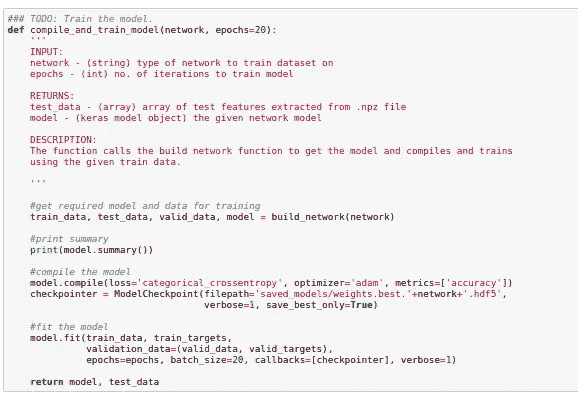 ### TODO: Train the model.
def compile_and_train_model(network, epochs=20):
    '''
    INPUT:
    network - (string) type of network to train dataset on
    epochs - (int) no. of iterations to train model

    RETURNS:
    test_data - (array) array of test features extracted from .npz file
    model - (keras model object) the given network model

    DESCRIPTION:
    The function calls the build network function to get the model and compiles and trains
    using the given train data.

    '''

    #get required model and data for training
    train_data, test_data, valid_data, model = build_network(network)

    #print summary
    print(model.summary())

    #compile the model
    model.compile(loss='categorical_crossentropy', optimizer='adam', metrics=['accuracy'])
    checkpointer = ModelCheckpoint(filepath='saved_models/weights.best.'+network+'.hdf5',
                                   verbose=1, save_best_only=True)

    #fit the model
    model.fit(train_data, train_targets,
              validation_data=(valid_data, valid_targets),
              epochs=epochs, batch_size=20, callbacks=[checkpointer], verbose=1)

    return model, test_data